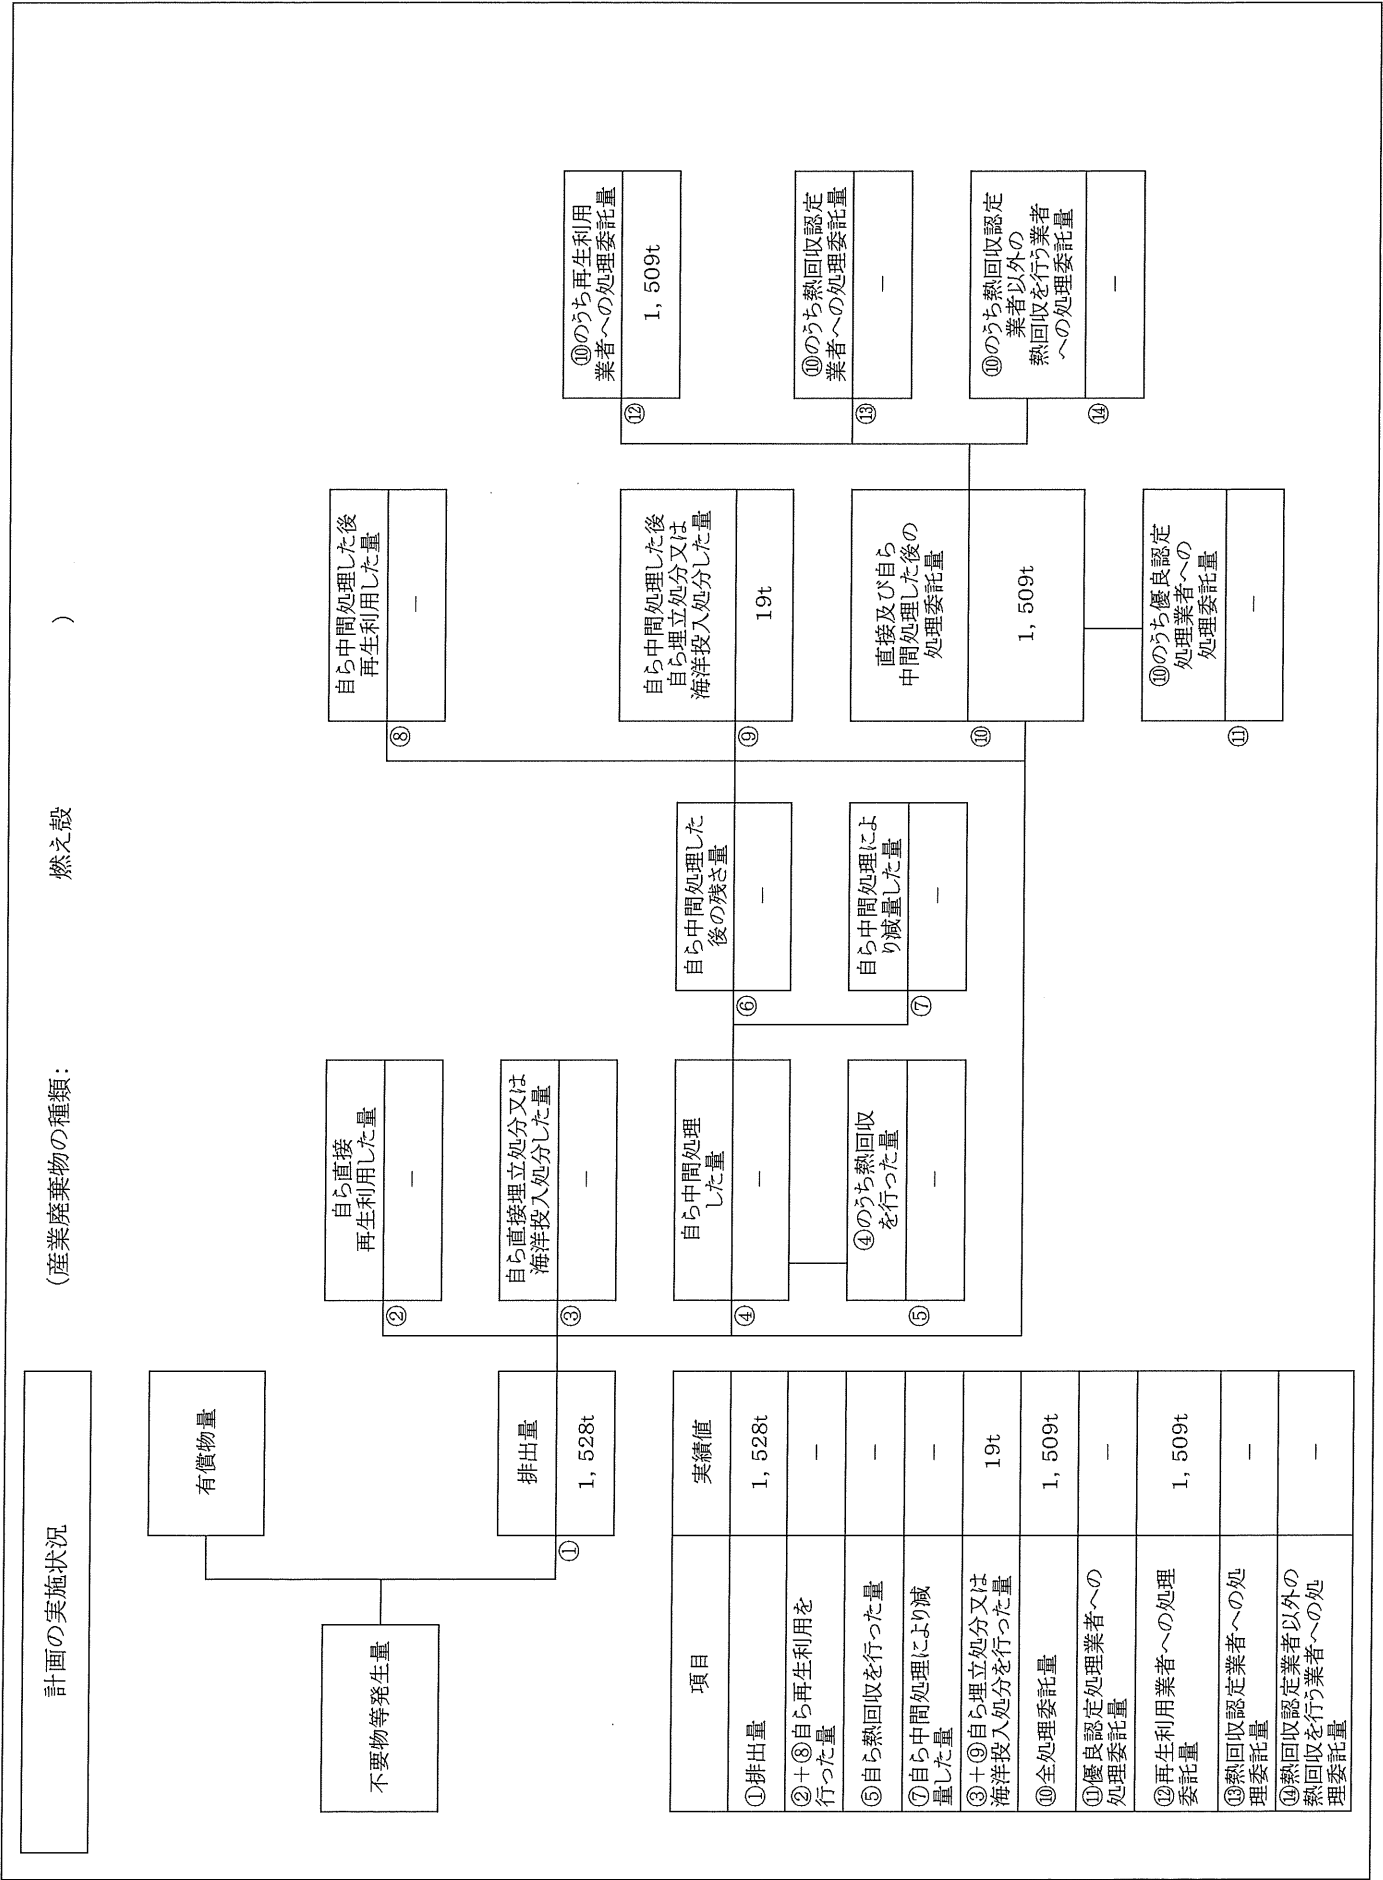 計画の実施状況
(産業廃棄物の種類:
燃え殻
)
不要物等発生量
有償物量
排出量
①
1, 528t
自ら直接
再生利用した量
②
－
自ら直接埋立処分又は
海洋投入処分した量
③
－
自ら中間処理
した量
④
－
④のうち熱回収
を行った量
⑤
－
自ら中間処理した
後の残さ量
⑥
－
自ら中間処理によ
り減量した量
⑦
－
自ら中間処理した後
再生利用した量
⑧
－
自ら中間処理した後
自ら埋立処分又は
海洋投入処分した量
⑨
19t
直接及び自ら
中間処理した後の
処理委託量
⑩
1, 509t
⑩のうち優良認定
処理業者への
処理委託量
⑪
－
⑩のうち再生利用
業者への処理委託量
⑫
1, 509t
⑩のうち熱回収認定
業者への処理委託量
⑬
－
⑩のうち熱回収認定
業者以外の
熱回収を行う業者
への処理委託量
⑭
－
項目 実績値
①排出量 1, 528t
②＋⑧自ら再生利用を
行った量 －
⑤自ら熱回収を行った量 －
⑦自ら中間処理により減
量した量 －
③＋⑨自ら埋立処分又は
海洋投入処分を行った量 19t
⑩全処理委託量 1, 509t
⑪優良認定処理業者への
処理委託量 －
⑫再生利用業者への処理
委託量 1, 509t
⑬熱回収認定業者への処
理委託量 －
⑭熱回収認定業者以外の
熱回収を行う業者への処
理委託量 －